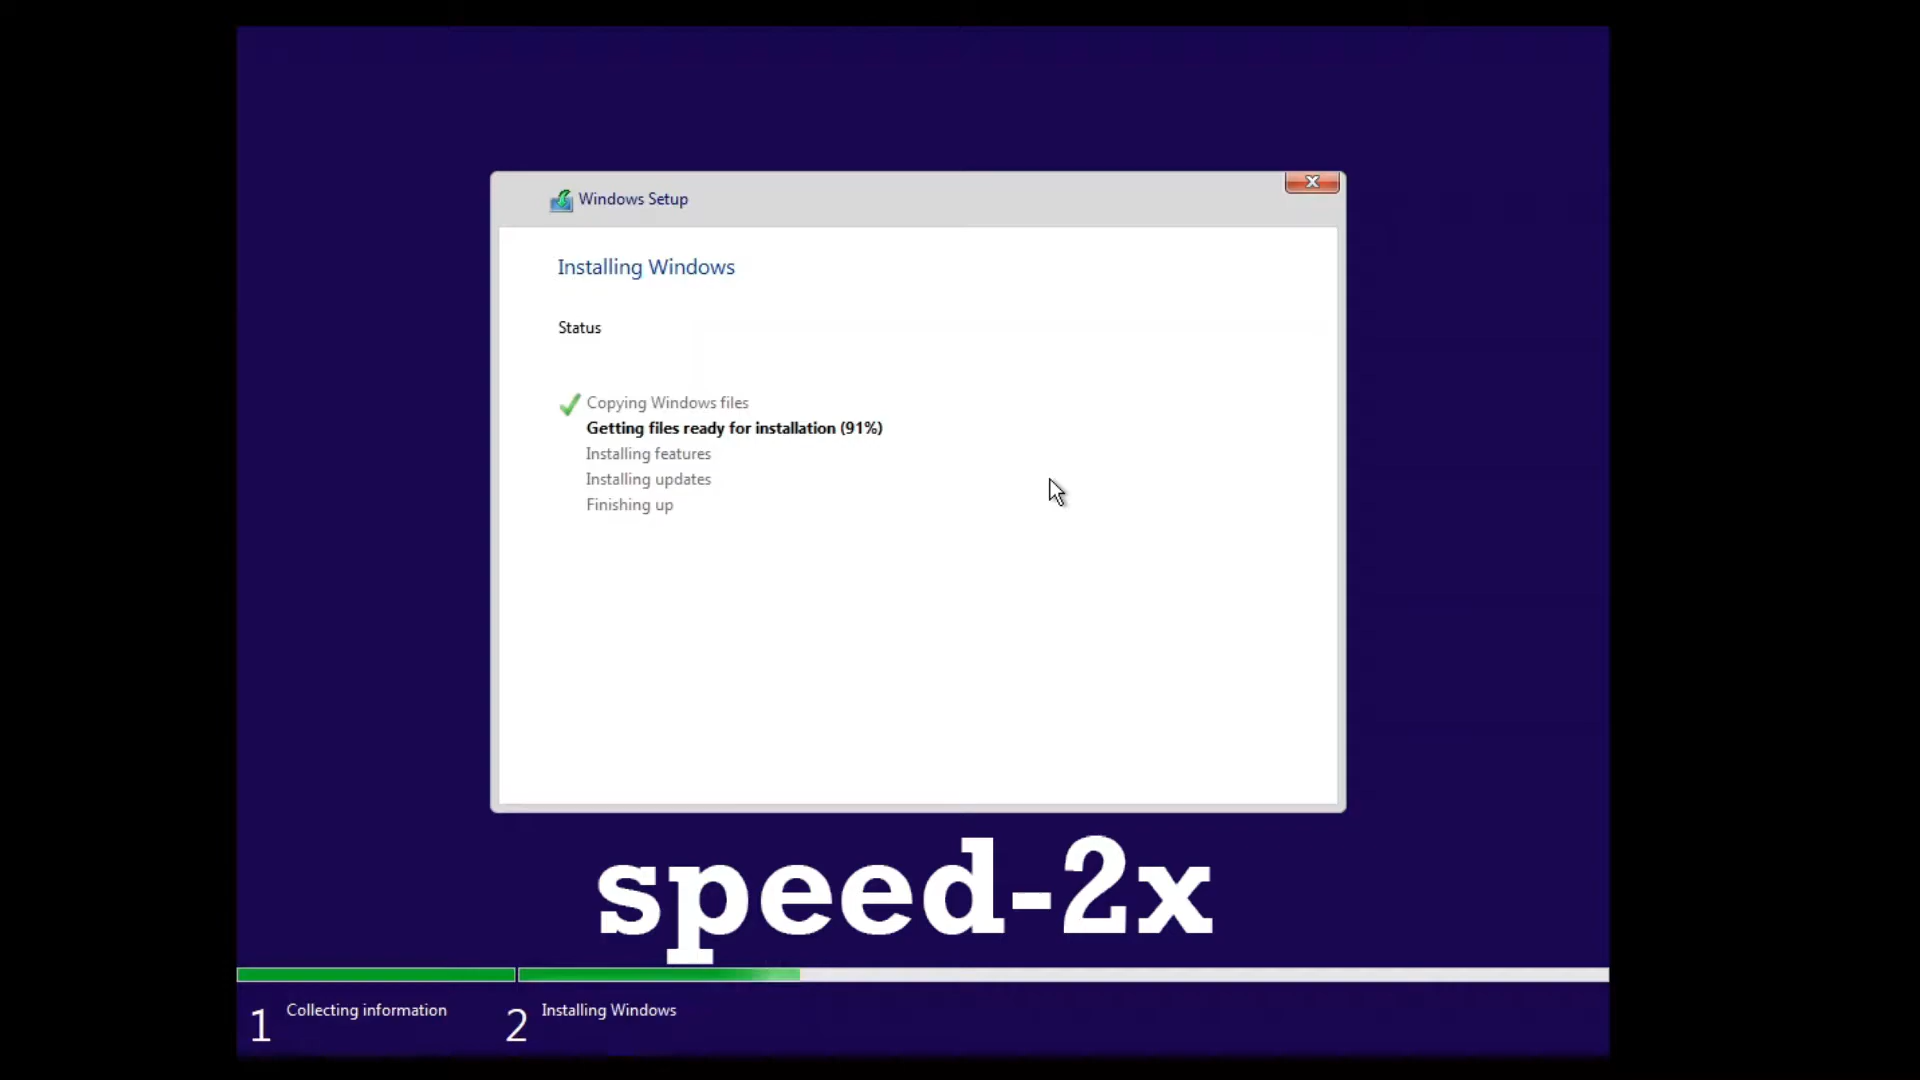 Windows Setup
Installing Windows
Status
Copying Windows files
Getting files ready for installation (91%)
Installing features
Installing updates
Finishing up
speed-2x
1 Collecting information
2 Installing Windows